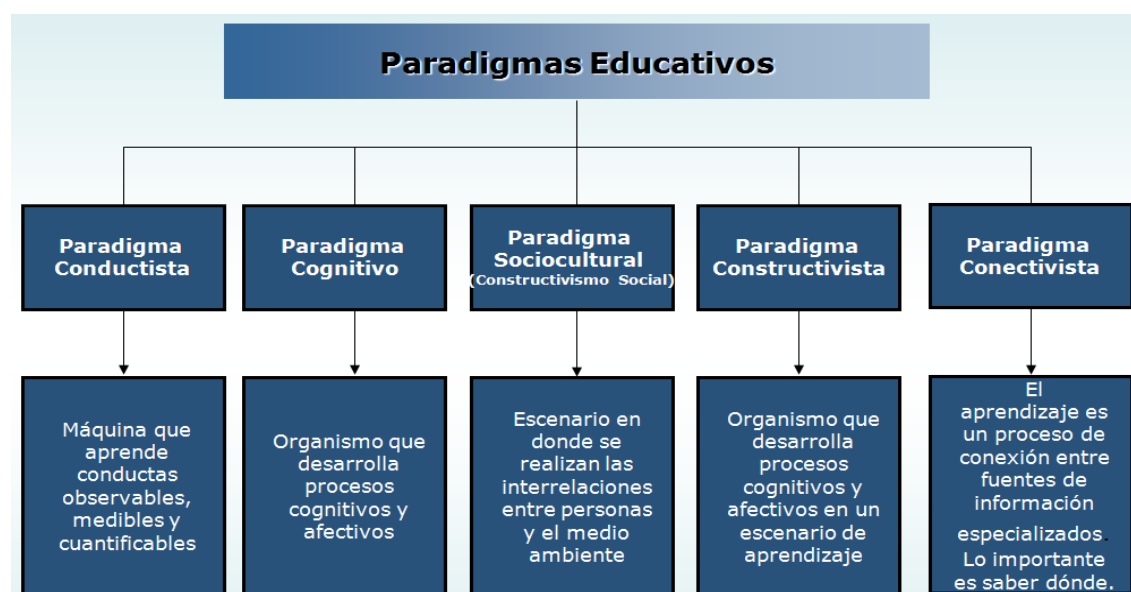 Paradigmas Educativos
Paradigma
Conductista
Paradigma
Cognitivo
Paradigma
Sociocultural
(Constructivismo Social)
Paradigma
Constructivista
Paradigma
Conectivista
Máquina que
aprende
conductas
observables,
medibles y
cuantificables
Organismo que
desarrolla
procesos
cognitivos y
afectivos
Escenario en
donde se
realizan las
interrelaciones
entre personas
y el medio
ambiente
Organismo que
desarrolla
procesos
cognitivos y
afectivos en un
escenario de
aprendizaje
El
aprendizaje es
un proceso de
conexión entre
fuentes de
información
especializados.
Lo importante
es saber dónde.